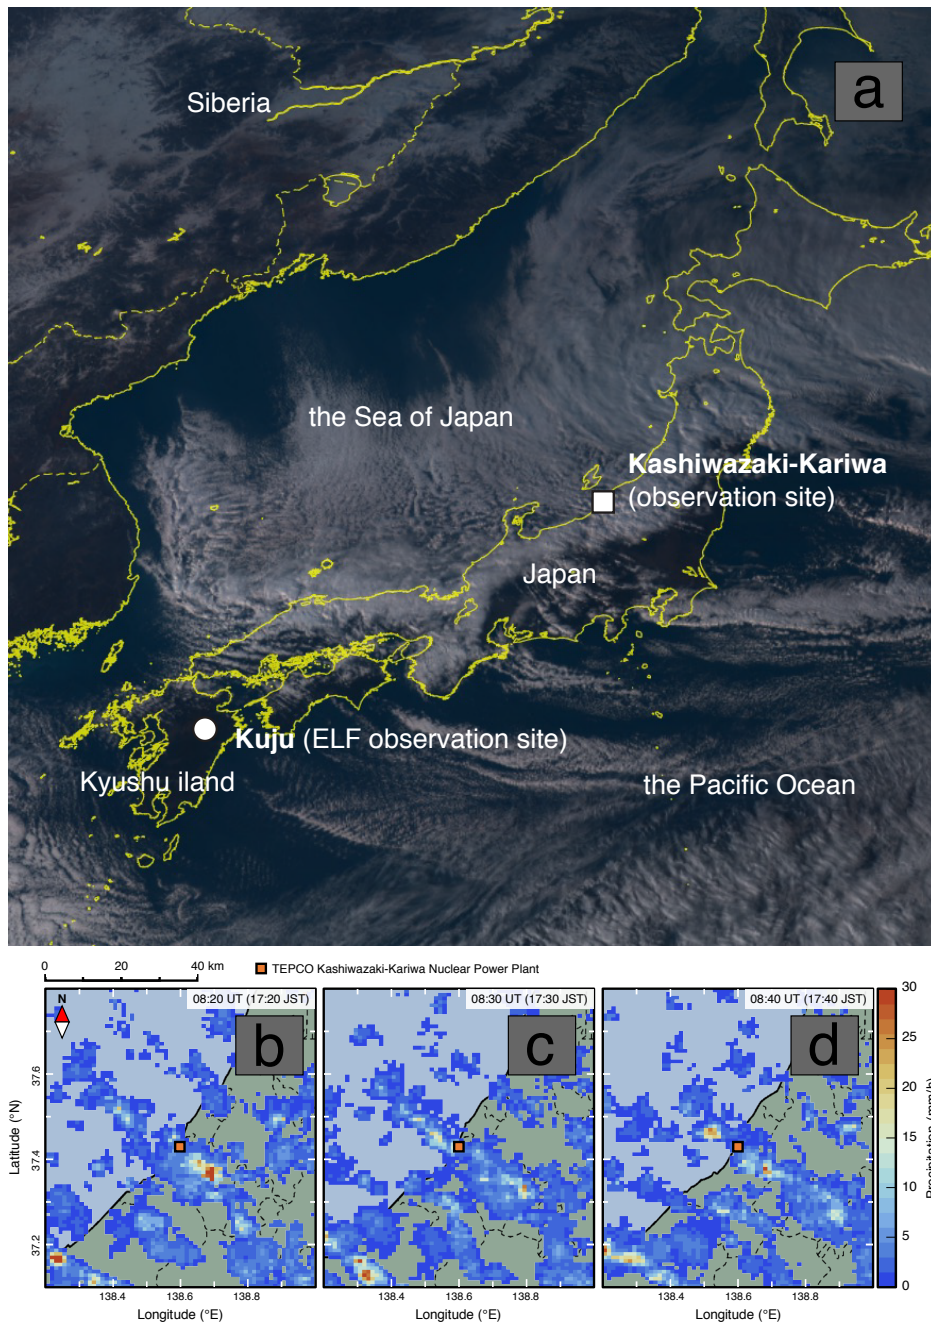 a
Siberia
the Sea of Japan
Kashiwazaki-Kariwa
(observation site)
Japan
Kuju (ELF observation site)
Kyushu iland
the Pacific Ocean
0 20 40 km
TEPCO Kashiwazaki-Kariwa Nuclear Power Plant
N
08:20 UT (17:20 JST)
b
08:30 UT (17:30 JST)
c
08:40 UT (17:40 JST)
d
37.6
37.4
37.2
Latitude (°N)
138.4 138.6 138.8
Longitude (°E)
138.4 138.6 138.8
Longitude (°E)
138.4 138.6 138.8
Longitude (°E)
30
25
20
15
10
5
0
Precipitation (mm/h)